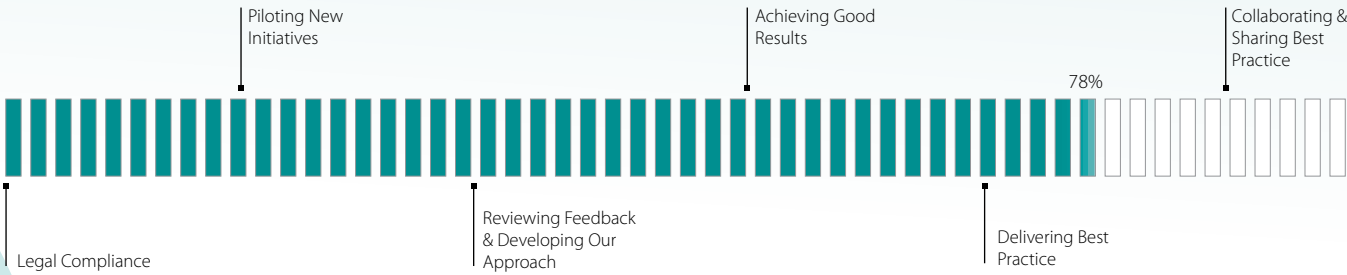 Piloting New
Initiatives
Achieving Good
Results
Collaborating &
Sharing Best
Practice
78%
Legal Compliance
Reviewing Feedback
& Developing Our
Approach
Delivering Best
Practice